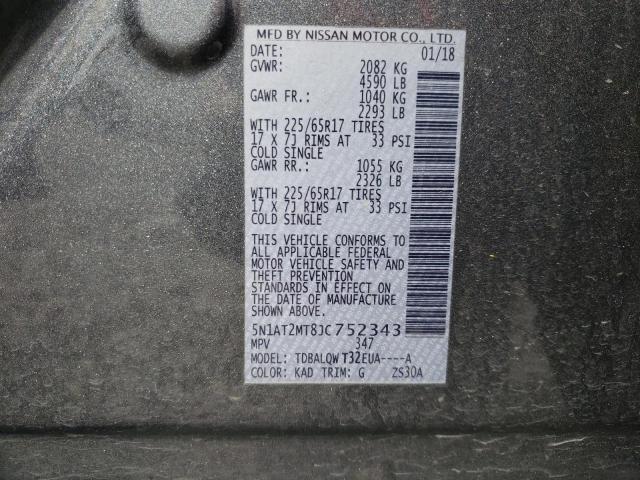 MFD BY NISSAN MOTOR CO., LTD.
DATE: 01/18
GVWR: 2082 KG
4590 LB
GAWR FR.: 1040 KG
2293 LB
WITH 225/65R17 TIRES
17 X 7J RIMS AT 33 PSI
COLD SINGLE
GAWR RR.: 1055 KG
2326 LB
WITH 225/65R17 TIRES
17 X 7J RIMS AT 33 PSI
COLD SINGLE
THIS VEHICLE CONFORMS TO
ALL APPLICABLE FEDERAL
MOTOR VEHICLE SAFETY AND
THEFT PREVENTION
STANDARDS IN EFFECT ON
THE DATE OF MANUFACTURE
SHOWN ABOVE.
5N1AT2MT8JC752343
MPV 347
MODEL: TDBALQWT32EUA----A
COLOR: KAD TRIM: G ZS30A